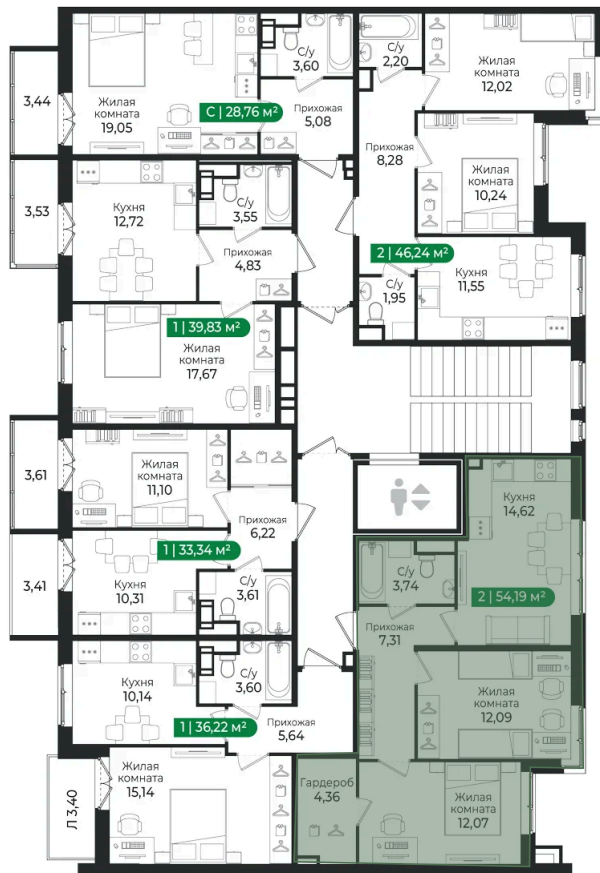 3,44
Жилая
комната
19,05
С/у
3,60
С | 28,76 м²
Прихожая
5,08
С/у
2,20
Жилая
комната
12,02
Прихожая
8,28
Жилая
комната
10,24
3,53
Кухня
12,72
С/у
3,55
Прихожая
4,83
2 | 46,24 м²
С/у
1,95
11,55
1 | 39,83 м²
Жилая
комната
17,67
3,61
Жилая
комната
11,10
Прихожая
6,22
3,41
1 | 33,34 м²
Кухня
10,31
С/у
3,61
Кухня
14,62
С/у
3,74
2 | 54,19 м²
Прихожая
7,31
Кухня
10,14
С/у
3,60
1 | 36,22 м²
Прихожая
5,64
Жилая
комната
12,09
Л 3,40
Жилая
комната
15,14
Гардероб
4,36
Жилая
комната
12,07